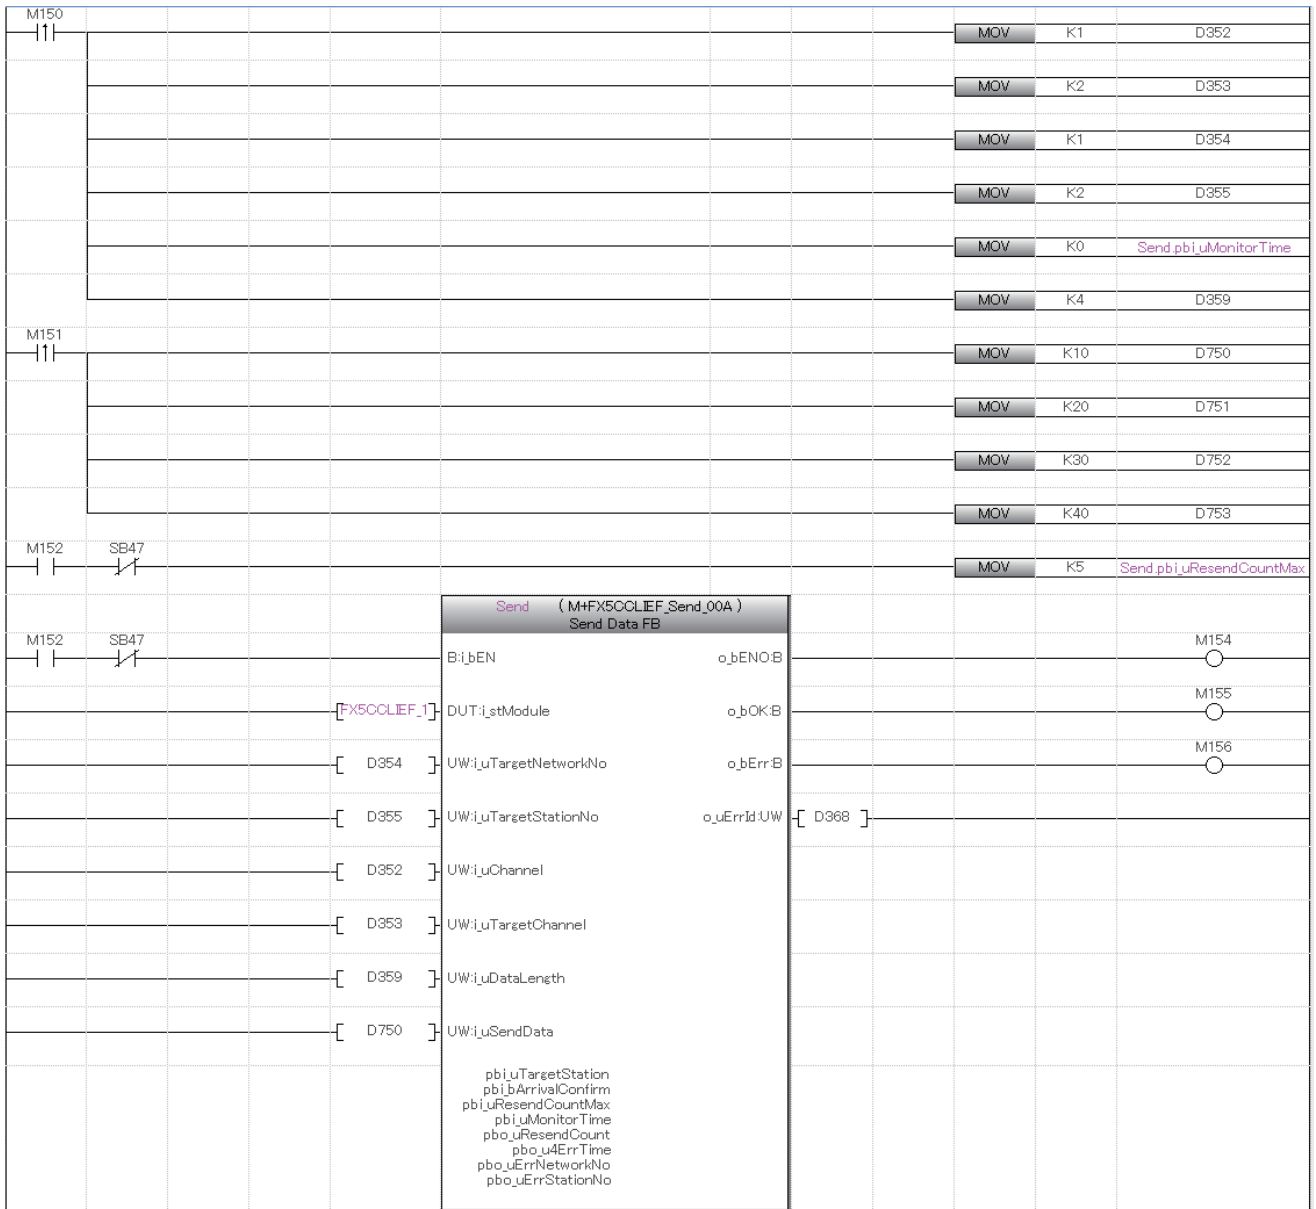 M150
MOV K1 D352
MOV K2 D353
MOV K1 D354
MOV K2 D355
MOV K0 Send.pbi_uMonitorTime
MOV K4 D359
M151
MOV K10 D750
MOV K20 D751
MOV K30 D752
MOV K40 D753
M152 SB47
MOV K5 Send.pbi_uResendCountMax
Send (M+FX5CCLIEF_Send_00A)
Send Data FB
M152 SB47 M154
B:i_bEN o_bENO:B
M155
FX5CCLIEF_1 DUT:i_stModule o_bOK:B
M156
D354 UW:i_uTargetNetworkNo o_bErr:B
D355 UW:i_uTargetStationNo o_uErrId:UW D368
D352 UW:i_uChannel
D353 UW:i_uTargetChannel
D359 UW:i_uDataLength
D750 UW:i_uSendData
pbi_uTargetStation
pbi_bArrivalConfirm
pbi_uResendCountMax
pbi_uMonitorTime
pbo_uResendCount
pbo_u4ErrTime
pbo_uErrNetworkNo
pbo_uErrStationNo